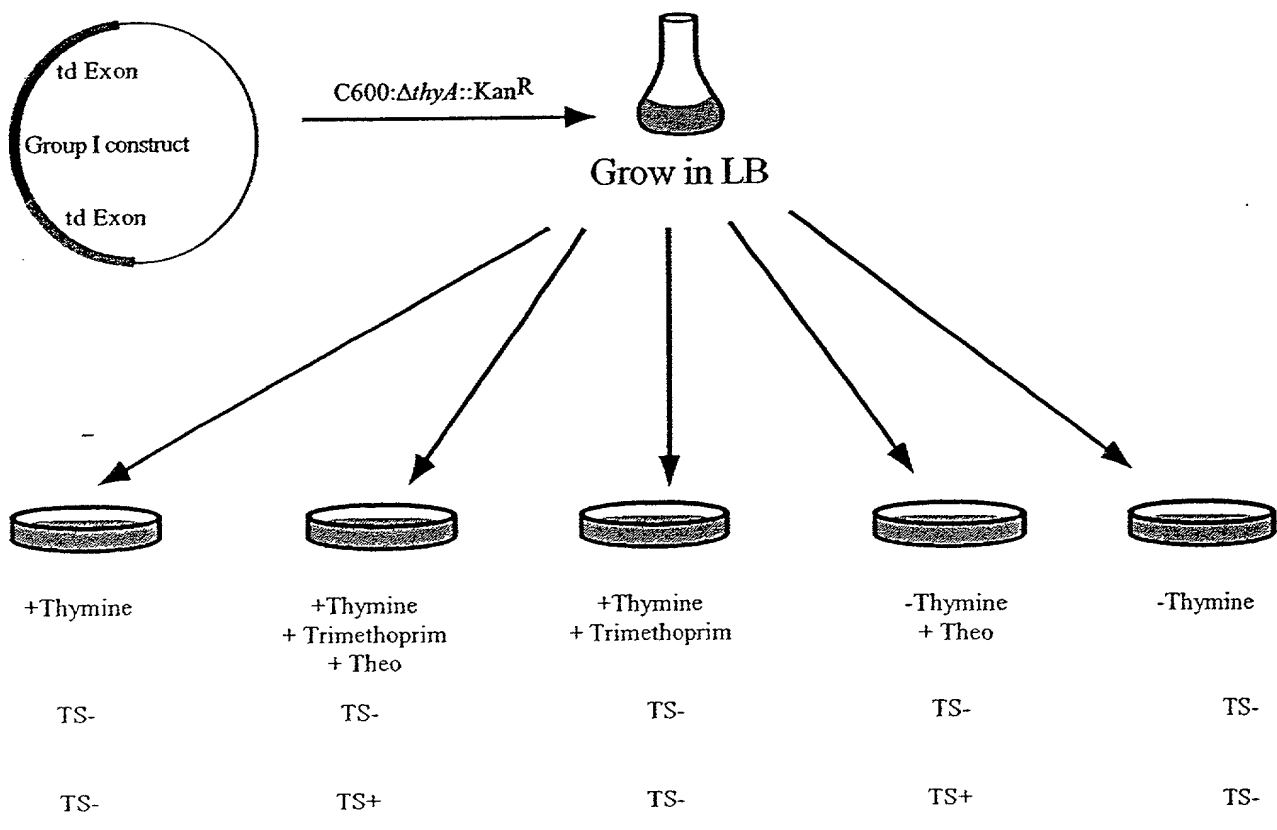 td Exon
Group I construct
td Exon
C600:ΔthyA::KanR
Grow in LB
+Thymine
+Thymine
+ Trimethoprim
+ Theo
+Thymine
+ Trimethoprim
-Thymine
+ Theo
-Thymine
TS- TS- TS- TS- TS-
TS- TS+ TS- TS+ TS-